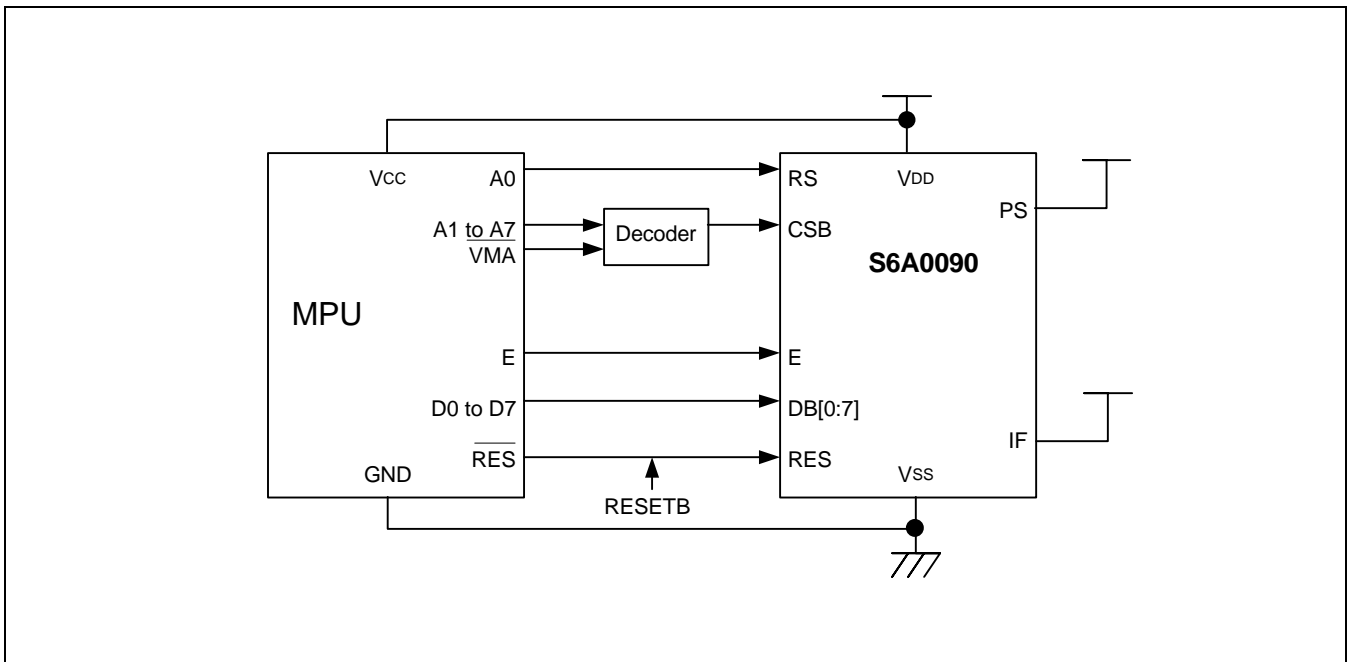 VCC
A0
A1 to A7
VMA
MPU
E
D0 to D7
RES
GND
Decoder
RESETB
RS
VDD
CSB
S6A0090
E
DB[0:7]
RES
VSS
PS
IF